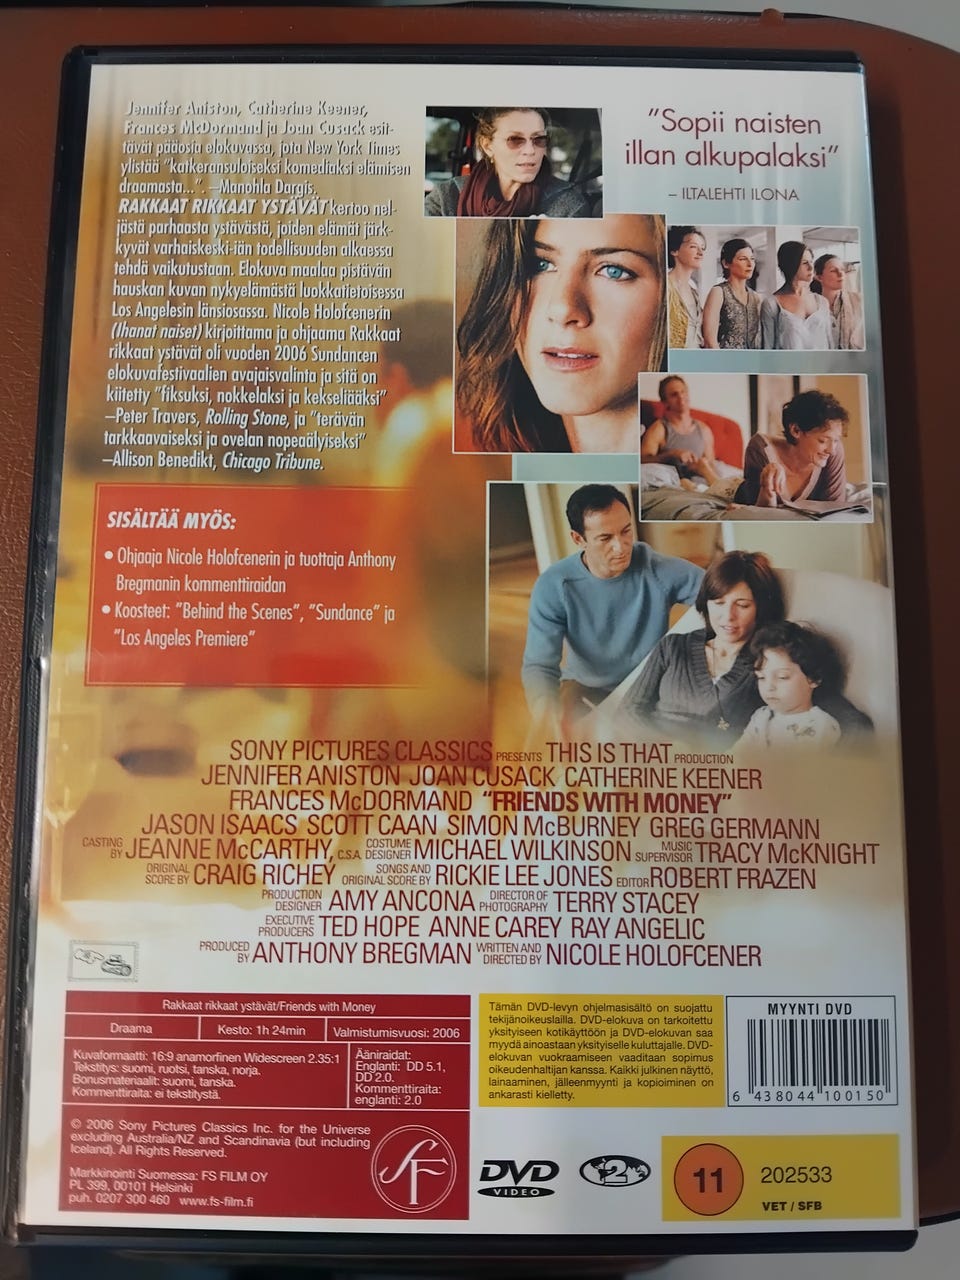 Jennifer Aniston, Catherine Keener,
Frances McDormand ja Joan Cusack esit-
tävät pääosia elokuvassa, jota New York Times
ylistää "katkeransuloiseksi komediaksi elämisen
draamasta...". –Manohla Dargis.
RAKKAAT RIKKAAT YSTÄVÄT kertoo nel-
jästä parhaasta ystävästä, joiden elämät järk-
kyvät varhaiskeski-iän todellisuuden alkaessa
tehdä vaikutustaan. Elokuva maalaa pistävän
hauskan kuvan nykyelämästä luokkatietoisessa
Los Angelesin länsiosassa. Nicole Holofcenerin
(Ihanat naiset) kirjoittama ja ohjaama Rakkaat
rikkaat ystävät oli vuoden 2006 Sundancen
elokuvafestivaalien avajaisvalinta ja sitä on
kiitetty "fiksuksi, nokkelaksi ja kekseliääksi"
–Peter Travers, Rolling Stone, ja "terävän
tarkkaavaiseksi ja ovelan nopeaälyiseksi"
–Allison Benedikt, Chicago Tribune.
"Sopii naisten
illan alkupalaksi"
– ILTALEHTI ILONA
SISÄLTÄÄ MYÖS:
• Ohjaaja Nicole Holofcenerin ja tuottaja Anthony
Bregmanin kommenttiraidan
• Koosteet: "Behind the Scenes", "Sundance" ja
"Los Angeles Premiere"
SONY PICTURES CLASSICS PRESENTS THIS IS THAT PRODUCTION
JENNIFER ANISTON JOAN CUSACK CATHERINE KEENER
FRANCES McDORMAND "FRIENDS WITH MONEY"
JASON ISAACS SCOTT CAAN SIMON McBURNEY GREG GERMANN
CASTING BY JEANNE McCARTHY, C.S.A. COSTUME DESIGNER MICHAEL WILKINSON MUSIC SUPERVISOR TRACY McKNIGHT
ORIGINAL SCORE BY CRAIG RICHEY SONGS AND ORIGINAL SCORE BY RICKIE LEE JONES EDITOR ROBERT FRAZEN
PRODUCTION DESIGNER AMY ANCONA DIRECTOR OF PHOTOGRAPHY TERRY STACEY
EXECUTIVE PRODUCERS TED HOPE ANNE CAREY RAY ANGELIC
PRODUCED BY ANTHONY BREGMAN WRITTEN AND DIRECTED BY NICOLE HOLOFCENER
Rakkaat rikkaat ystävät/Friends with Money
Draama Kesto: 1h 24min Valmistumisvuosi: 2006
Kuvaformaatti: 16:9 anamorfinen Widescreen 2.35:1
Tekstitys: suomi, ruotsi, tanska, norja.
Bonusmateriaalit: suomi, tanska.
Kommenttiraita: ei tekstitystä.
Ääniraidat:
Englanti: DD 5.1,
DD 2.0.
Kommenttiraita:
englanti: 2.0
© 2006 Sony Pictures Classics Inc. for the Universe
excluding Australia/NZ and Scandinavia (but including
Iceland). All Rights Reserved.
Markkinointi Suomessa: FS FILM OY
PL 399, 00101 Helsinki
puh. 0207 300 460 www.fs-film.fi
SF
Tämän DVD-levyn ohjelmasisältö on suojattu
tekijänoikeuslailla. DVD-elokuva on tarkoitettu
yksityiseen kotikäyttöön ja DVD-elokuvan saa
myydä ainoastaan yksityiselle kuluttajalle. DVD-
elokuvan vuokraamiseen vaaditaan sopimus
oikeudenhaltijan kanssa. Kaikki julkinen näyttö,
lainaaminen, jälleenmyynti ja kopioiminen on
ankarasti kielletty.
MYYNTI DVD
6 438044 100150
DVD
VIDEO
2
11
202533
VET / SFB